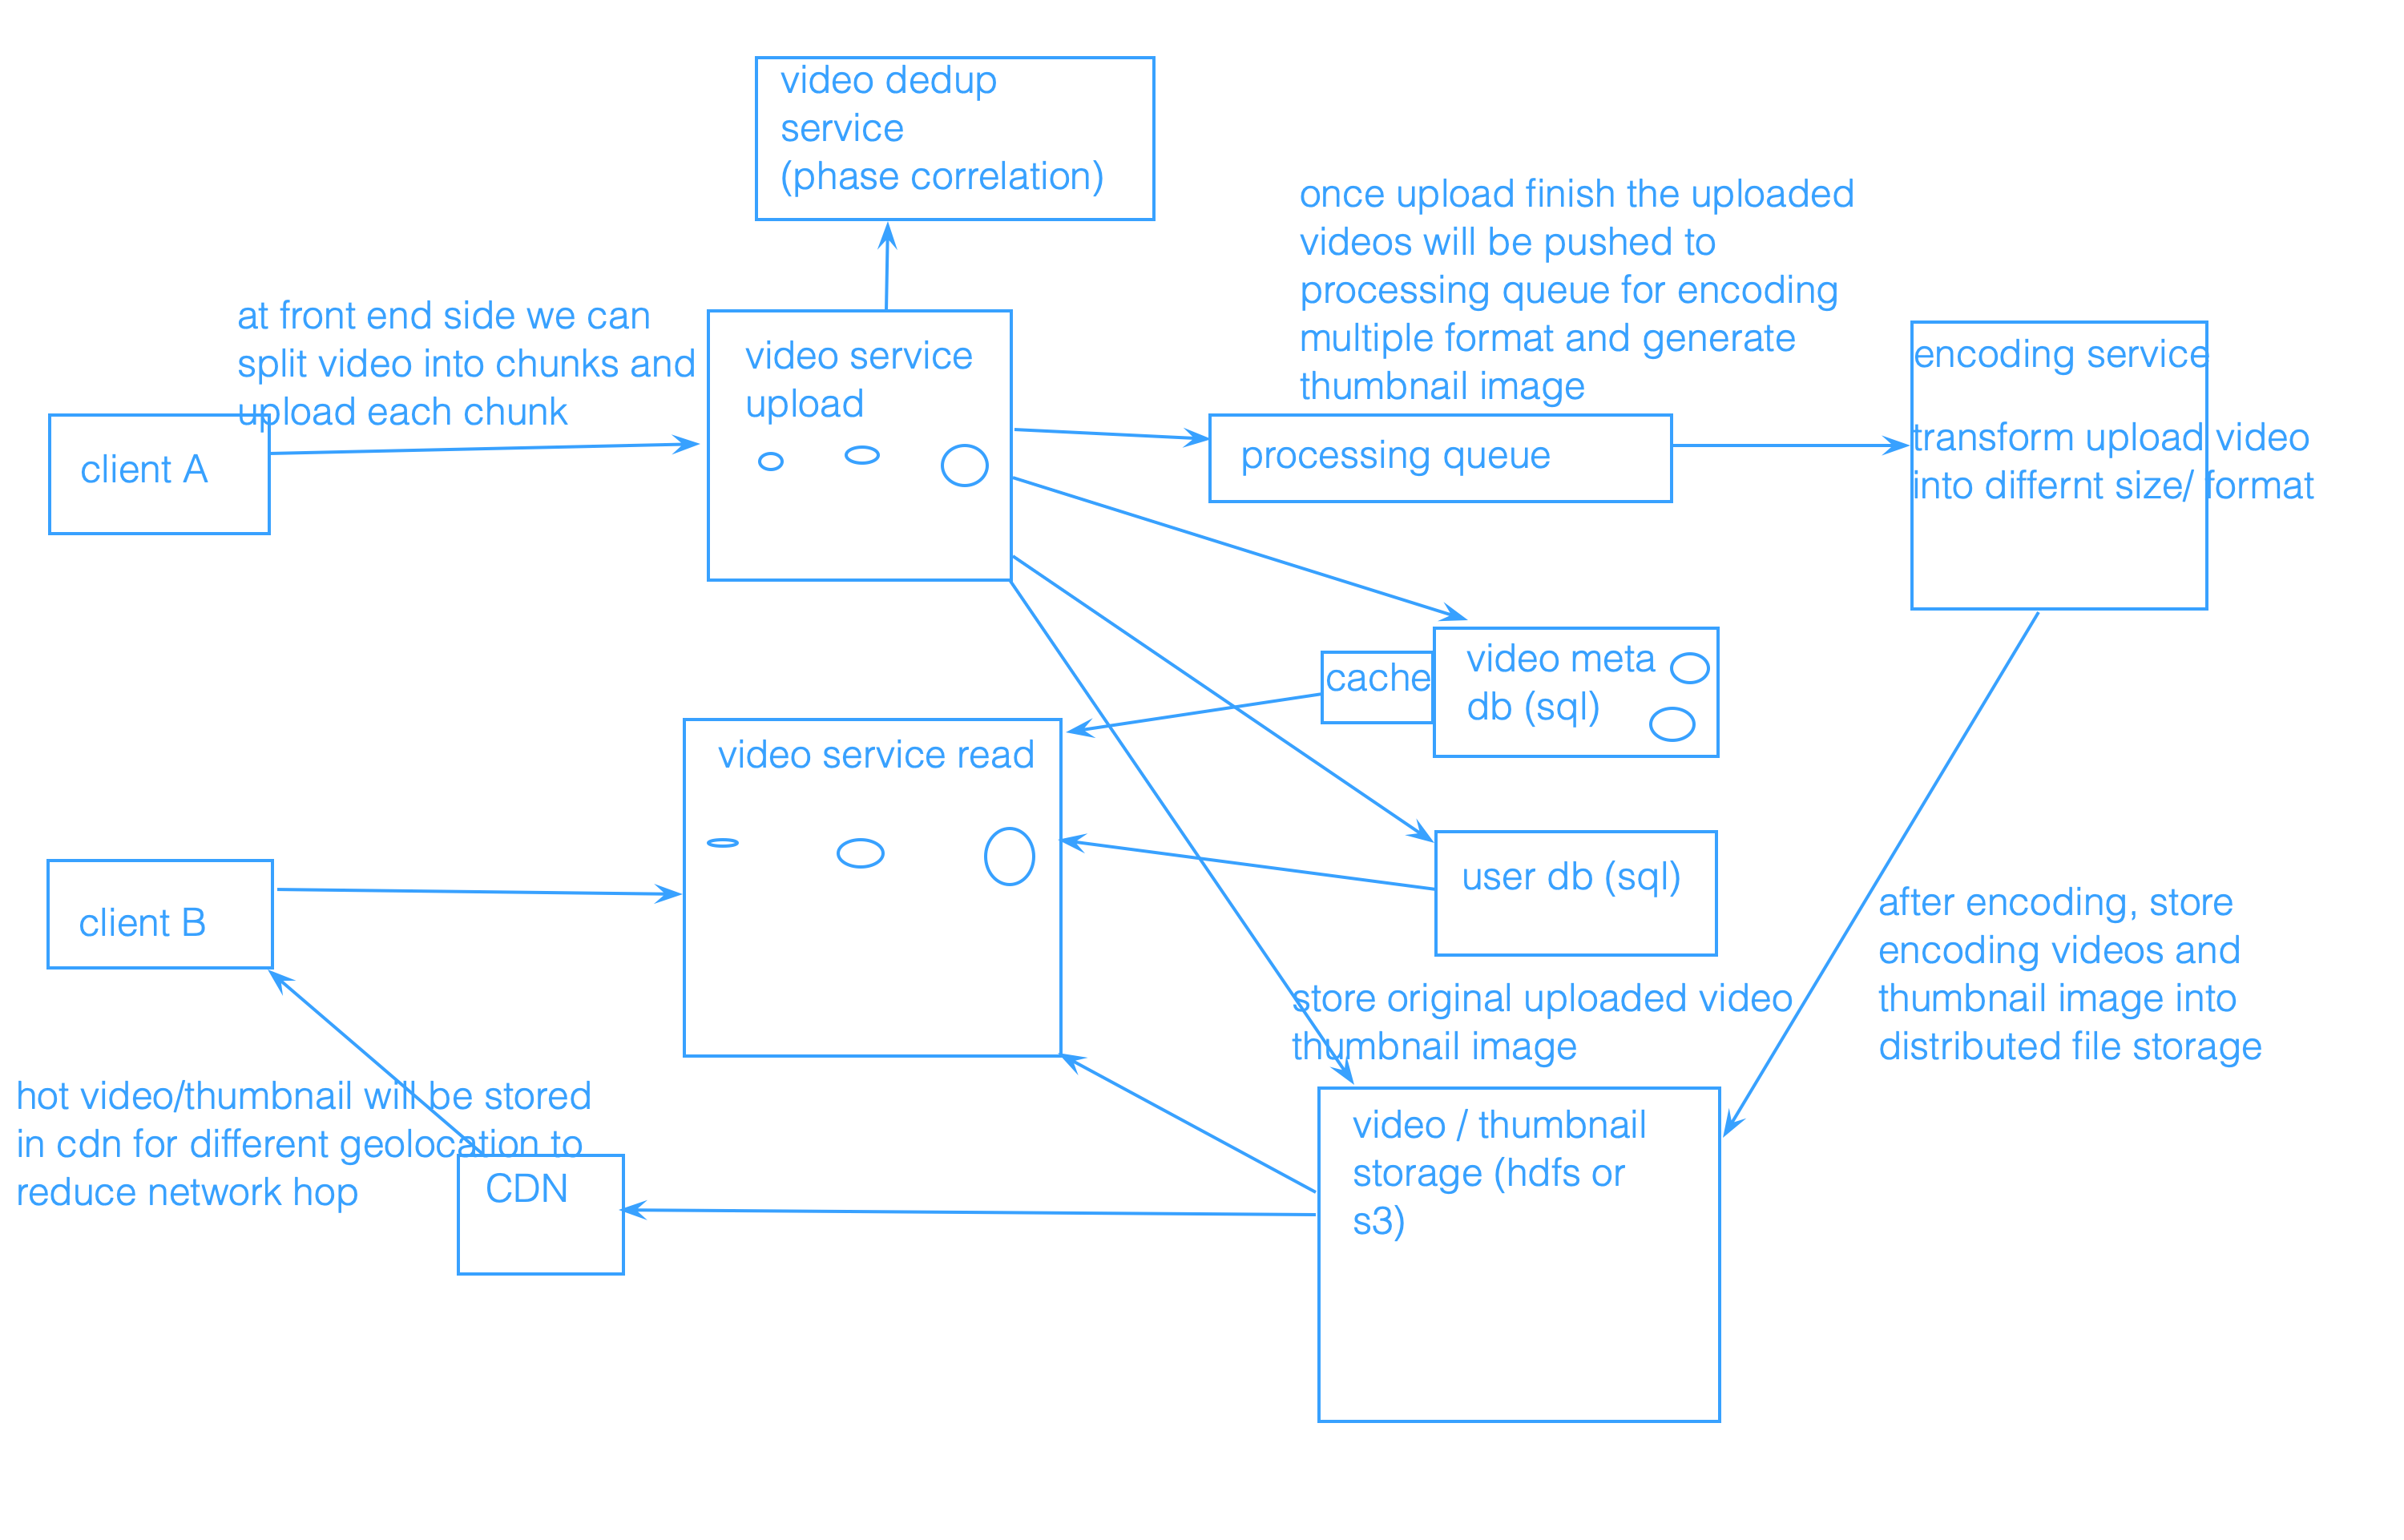 video dedup
service
(phase correlation)
once upload finish the uploaded
videos will be pushed to
processing queue for encoding
multiple format and generate
thumbnail image
at front end side we can
split video into chunks and
upload each chunk
video service
upload
encoding service
transform upload video
into differnt size/ format
client A
processing queue
cache
video meta
db (sql)
video service read
user db (sql)
client B
after encoding, store
encoding videos and
thumbnail image into
distributed file storage
store original uploaded video
thumbnail image
hot video/thumbnail will be stored
in cdn for different geolocation to
reduce network hop
CDN
video / thumbnail
storage (hdfs or
s3)